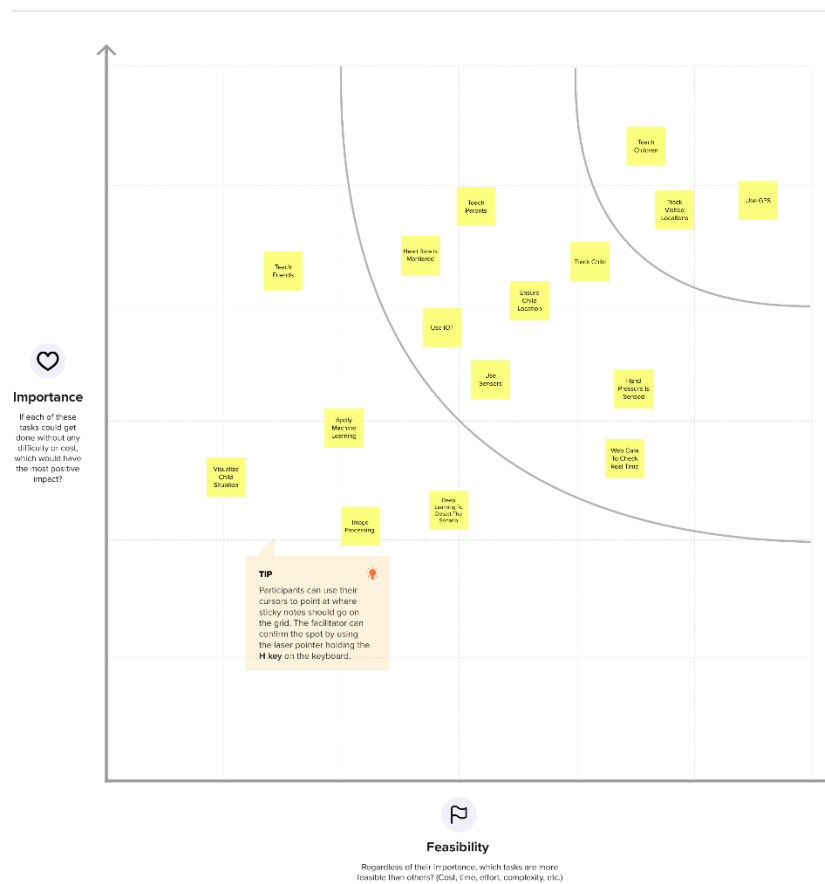 Teach
Children
Teach
Parents
Track
Visited
Locations
Use GPS
Heart Rate Is
Monitored
Track Child
Teach
Friends
Ensure
Child
Location
Use IOT
Use
Sensors
Hand
Pressure Is
Sensed
Importance
If each of these
tasks could get
done without any
difficulty or cost,
which would have
the most positive
impact?
Apply
Machine
Learning
Web Care
To Check
Real Time
Visualize
Child
Situation
Deep
Learning To
Detect The
Senario
Image
Processing
TIP
Participants can use their
cursors to point at where
sticky notes should go on
the grid. The facilitator can
confirm the spot by using
the laser pointer holding the
H key on the keyboard.
Feasibility
Regardless of their importance, which tasks are more
feasible than others? (Cost, time, effort, complexity, etc.)